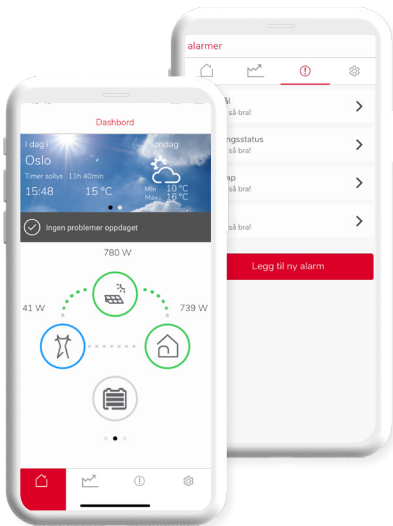 alarmer
så bra!
ngsstatus
så bra!
så bra!
så bra!
Legg til ny alarm
Dashbord
I dag i
Oslo
Timer sollys 11h 40min
15:48
15 °C
Søndag
Min 10 °C
Max 16 °C
Ingen problemer oppdaget
780 W
41 W
739 W